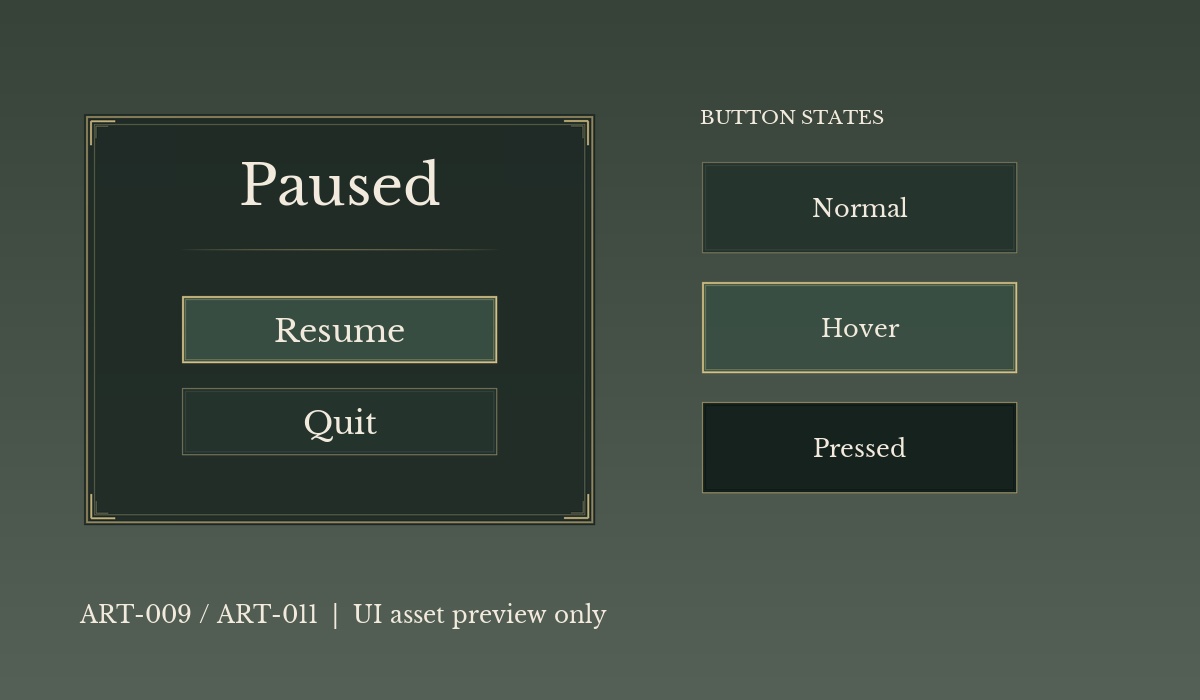 Paused
Resume
Quit
BUTTON STATES
Normal
Hover
Pressed
ART-009 / ART-011 | UI asset preview only